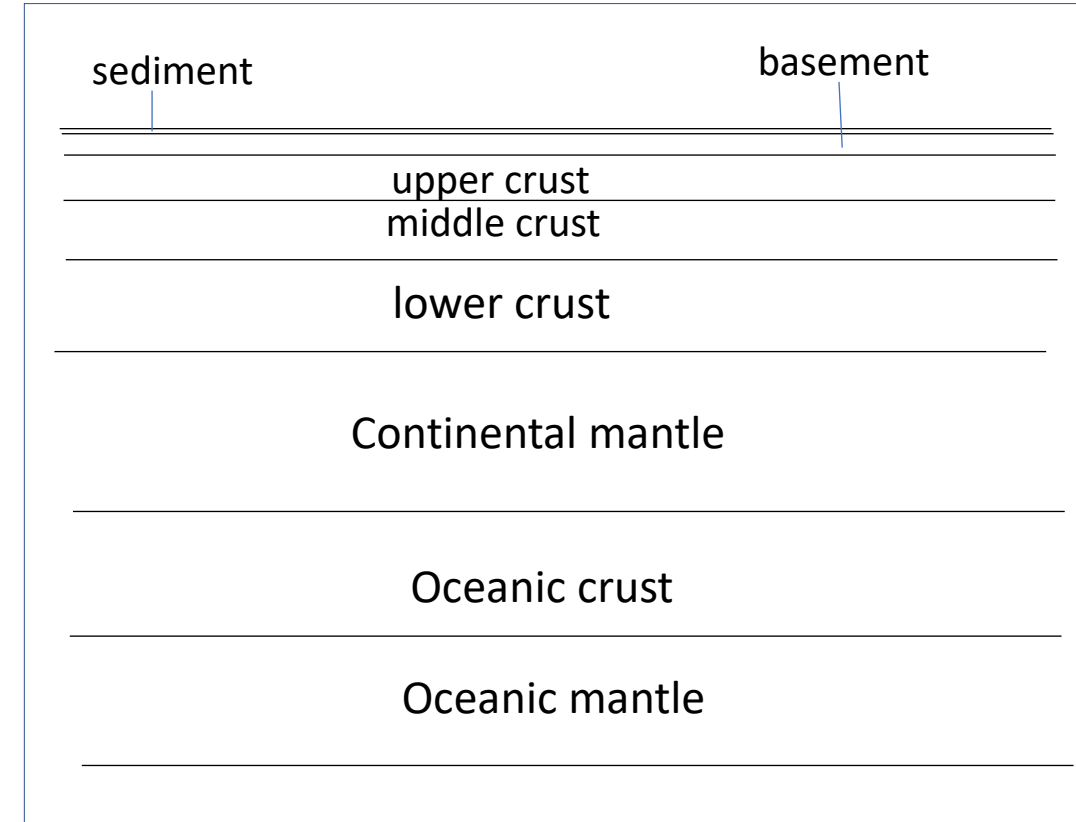 sediment
basement
upper crust
middle crust
lower crust
Continental mantle
Oceanic crust
Oceanic mantle